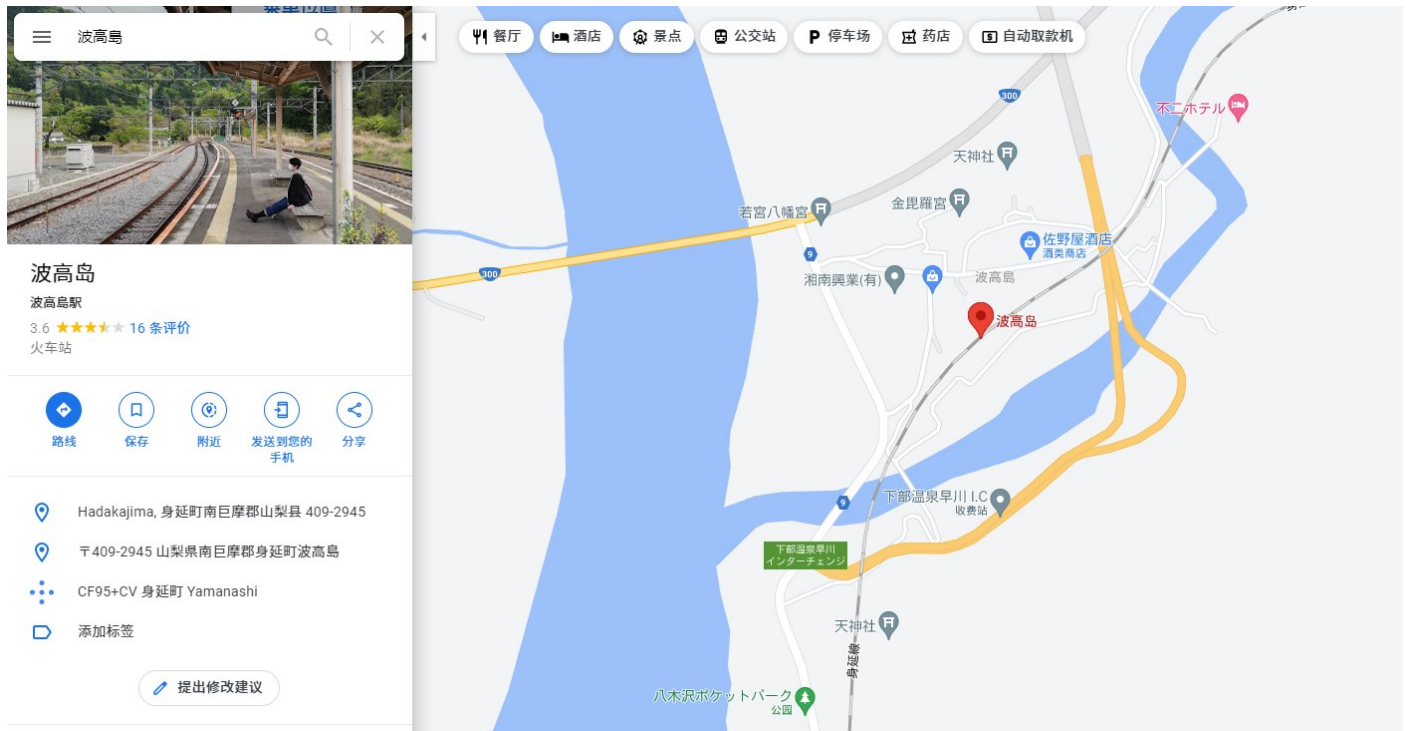 波高島
波高岛
波高島駅
3.6 ★★★★★ 16 条评价
火车站
路线
保存
附近
发送到您的
手机
分享
Hadakajima, 身延町南巨摩郡山梨县 409-2945
〒409-2945 山梨県南巨摩郡身延町波高島
CF95+CV 身延町 Yamanashi
添加标签
提出修改建议
餐厅
酒店
景点
公交站
P 停车场
药店
自动取款机
300
不二ホテル
天神社
金毘羅宮
若宮八幡宮
9
佐野屋酒店
酒类商店
300
湘南興業(有)
波高島
波高岛
9
下部温泉早川 I.C
收费站
下部温泉早川
インターチェンジ
天神社
身延線
八木沢ポケットパーク
公园